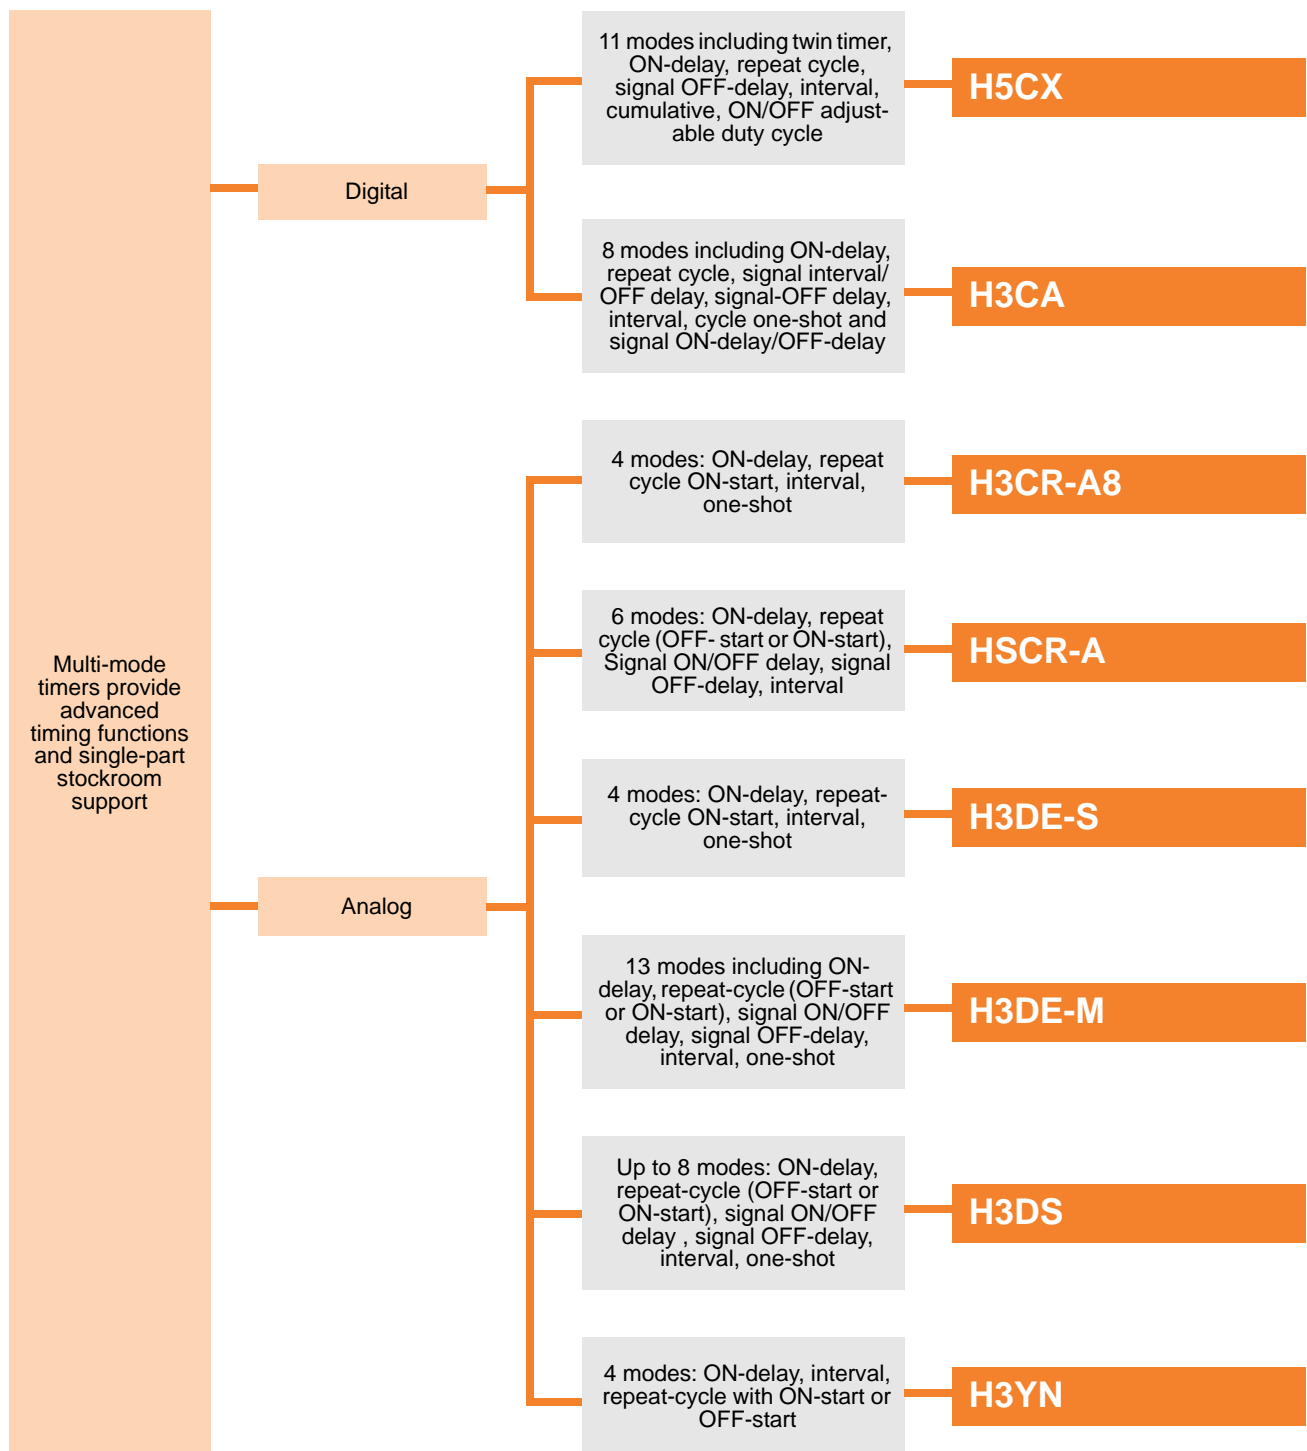 Multi-mode
timers provide
advanced
timing functions
and single-part
stockroom
support
Digital
11 modes including twin timer,
ON-delay, repeat cycle,
signal OFF-delay, interval,
cumulative, ON/OFF adjust-
able duty cycle
H5CX
8 modes including ON-delay,
repeat cycle, signal interval/
OFF delay, signal-OFF delay,
interval, cycle one-shot and
signal ON-delay/OFF-delay
H3CA
Analog
4 modes: ON-delay, repeat
cycle ON-start, interval,
one-shot
H3CR-A8
6 modes: ON-delay, repeat
cycle (OFF- start or ON-start),
Signal ON/OFF delay, signal
OFF-delay, interval
HSCR-A
4 modes: ON-delay, repeat-
cycle ON-start, interval,
one-shot
H3DE-S
13 modes including ON-
delay, repeat-cycle (OFF-start
or ON-start), signal ON/OFF
delay, signal OFF-delay,
interval, one-shot
H3DE-M
Up to 8 modes: ON-delay,
repeat-cycle (OFF-start or
ON-start), signal ON/OFF
delay , signal OFF-delay,
interval, one-shot
H3DS
4 modes: ON-delay, interval,
repeat-cycle with ON-start or
OFF-start
H3YN